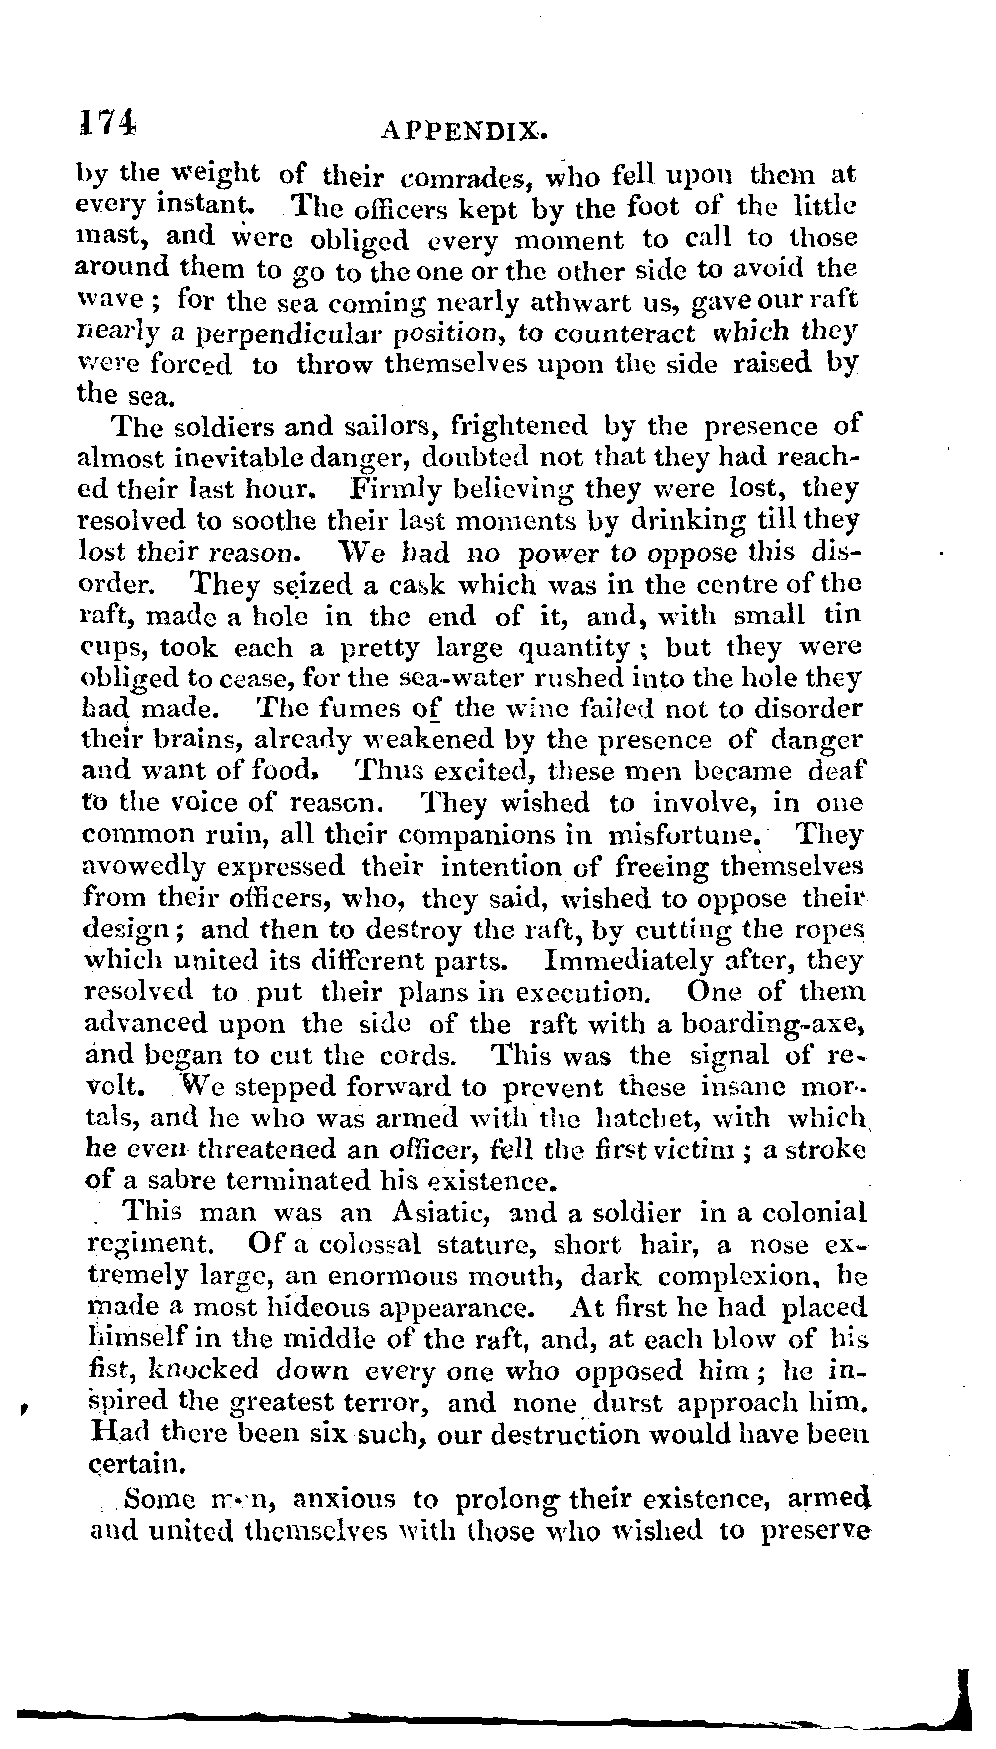 174
APPENDIX.
by the weight of their comrades, who fell upon them at
every instant. The officers kept by the foot of the little
mast, and were obliged every moment to call to those
around them to go to the one or the other side to avoid the
wave; for the sea coming nearly athwart us, gave our raft
nearly a perpendicular position, to counteract which they
were forced to throw themselves upon the side raised by
the sea.
The soldiers and sailors, frightened by the presence of
almost inevitable danger, doubted not that they had reach-
ed their last hour. Firmly believing they were lost, they
resolved to soothe their last moments by drinking till they
lost their reason. We had no power to oppose this dis-
order. They seized a cask which was in the centre of the
raft, made a hole in the end of it, and, with small tin
cups, took each a pretty large quantity; but they were
obliged to cease, for the sea-water rushed into the hole they
had made. The fumes of the wine failed not to disorder
their brains, already weakened by the presence of danger
and want of food. Thus excited, these men became deaf
to the voice of reason. They wished to involve, in one
common ruin, all their companions in misfortune. They
avowedly expressed their intention of freeing themselves
from their officers, who, they said, wished to oppose their
design; and then to destroy the raft, by cutting the ropes
which united its different parts. Immediately after, they
resolved to put their plans in execution. One of them
advanced upon the side of the raft with a boarding-axe,
and began to cut the cords. This was the signal of re-
volt. We stepped forward to prevent these insane mor-
tals, and he who was armed with the hatchet, with which
he even threatened an officer, fell the first victim; a stroke
of a sabre terminated his existence.
This man was an Asiatic, and a soldier in a colonial
regiment. Of a colossal stature, short hair, a nose ex-
tremely large, an enormous mouth, dark complexion, he
made a most hideous appearance. At first he had placed
himself in the middle of the raft, and, at each blow of his
fist, knocked down every one who opposed him; he in-
spired the greatest terror, and none durst approach him.
Had there been six such, our destruction would have been
certain.
Some men, anxious to prolong their existence, armed
and united themselves with those who wished to preserve